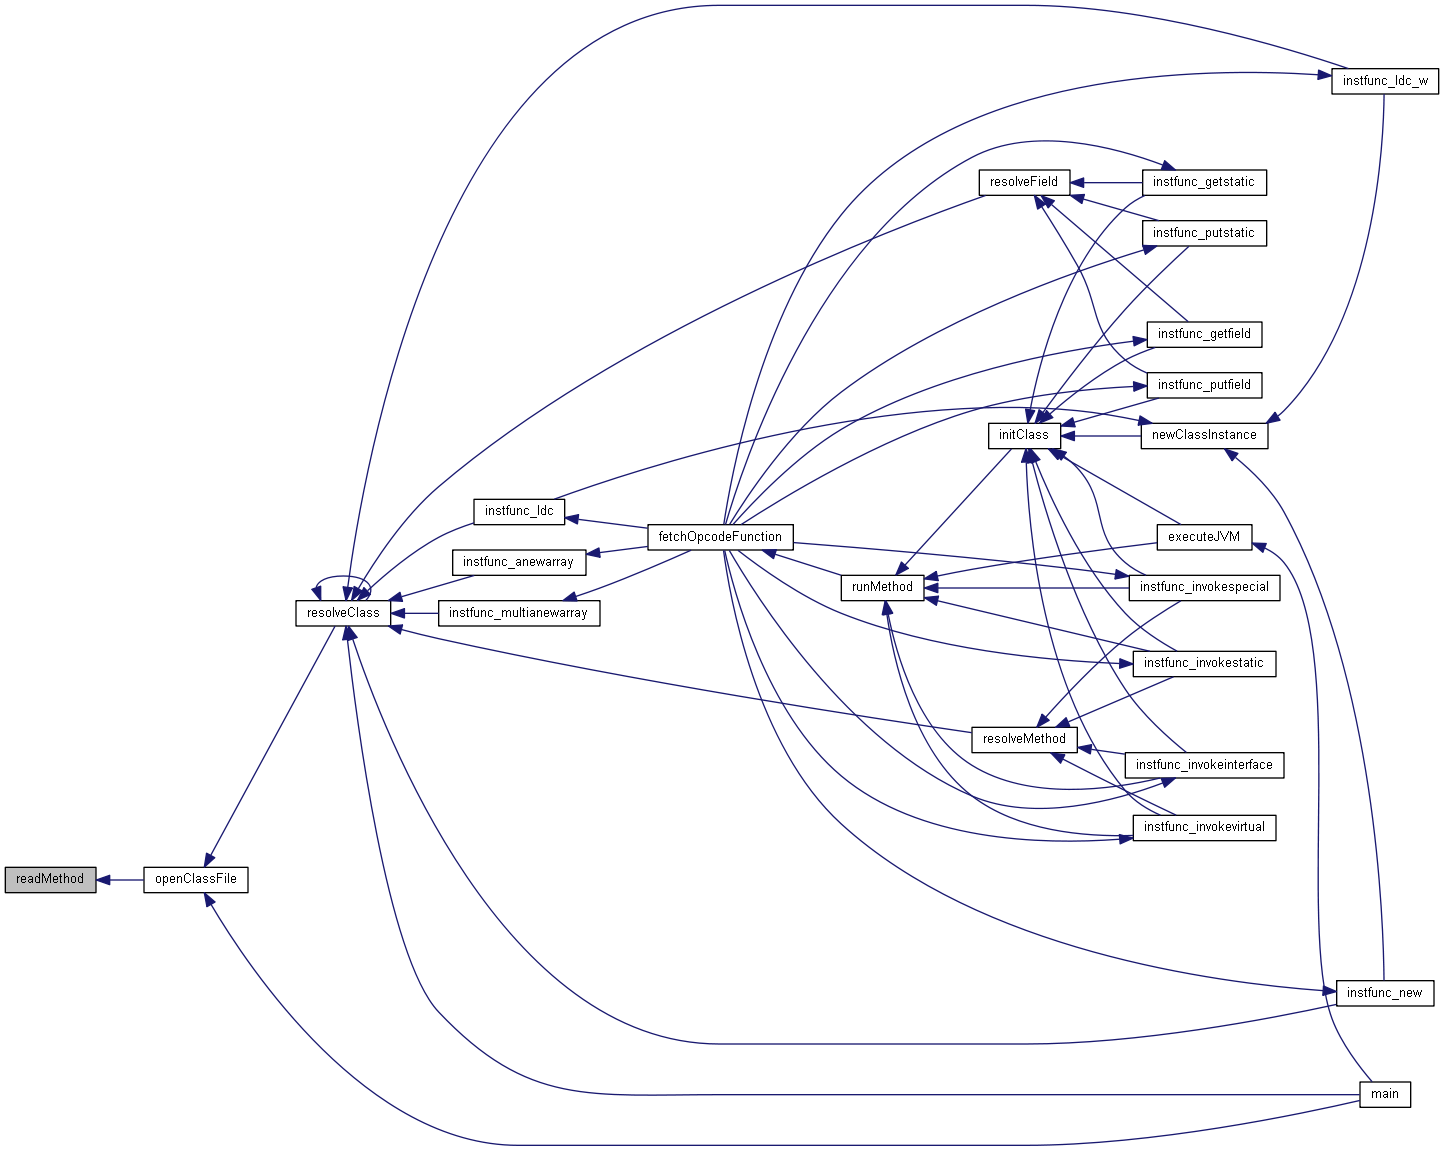 instfunc_ldc_w
resolveField
instfunc_getstatic
instfunc_putstatic
instfunc_getfield
instfunc_putfield
initClass
newClassInstance
instfunc_ldc
fetchOpcodeFunction
executeJVM
instfunc_anewarray
runMethod
instfunc_invokespecial
resolveClass
instfunc_multianewarray
instfunc_invokestatic
resolveMethod
instfunc_invokeinterface
instfunc_invokevirtual
readMethod
openClassFile
instfunc_new
main